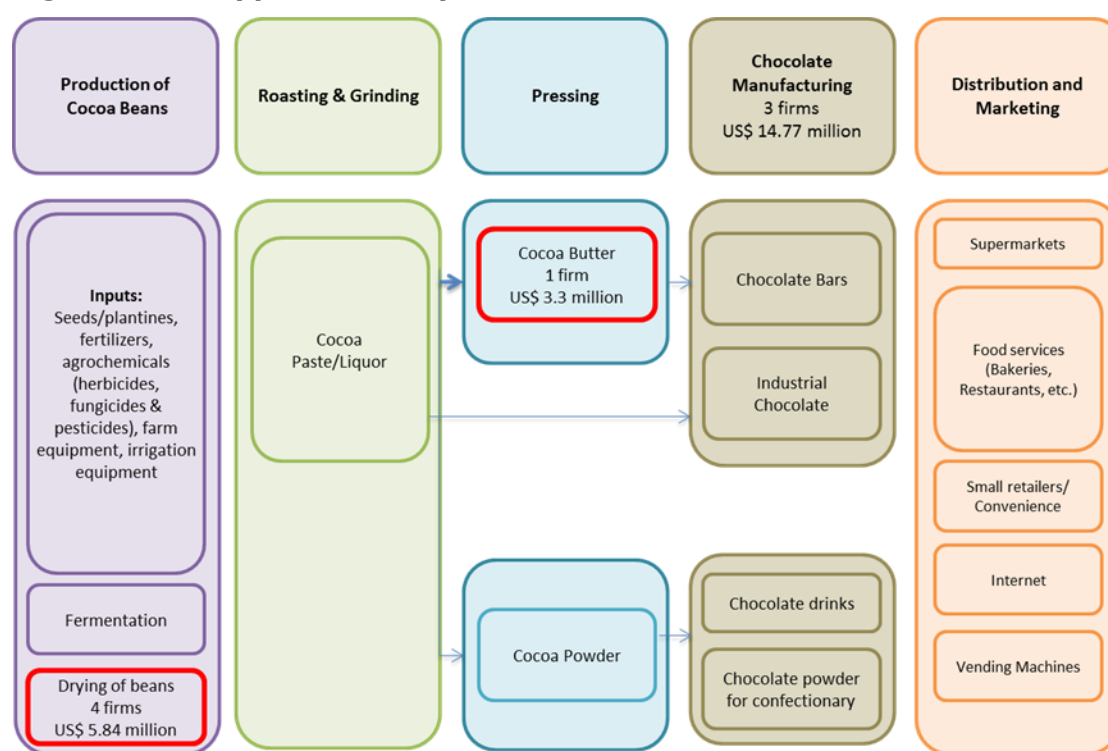 Production of
Cocoa Beans
Roasting & Grinding
Pressing
Chocolate
Manufacturing
3 firms
US$ 14.77 million
Distribution and
Marketing
Inputs:
Seeds/plantines,
fertilizers,
agrochemicals
(herbicides,
fungicides &
pesticides), farm
equipment, irrigation
equipment
Fermentation
Drying of beans
4 firms
US$ 5.84 million
Cocoa
Paste/Liquor
Cocoa Butter
1 firm
US$ 3.3 million
Cocoa Powder
Chocolate Bars
Industrial
Chocolate
Chocolate drinks
Chocolate powder
for confectionary
Supermarkets
Food services
(Bakeries,
Restaurants, etc.)
Small retailers/
Convenience
Internet
Vending Machines